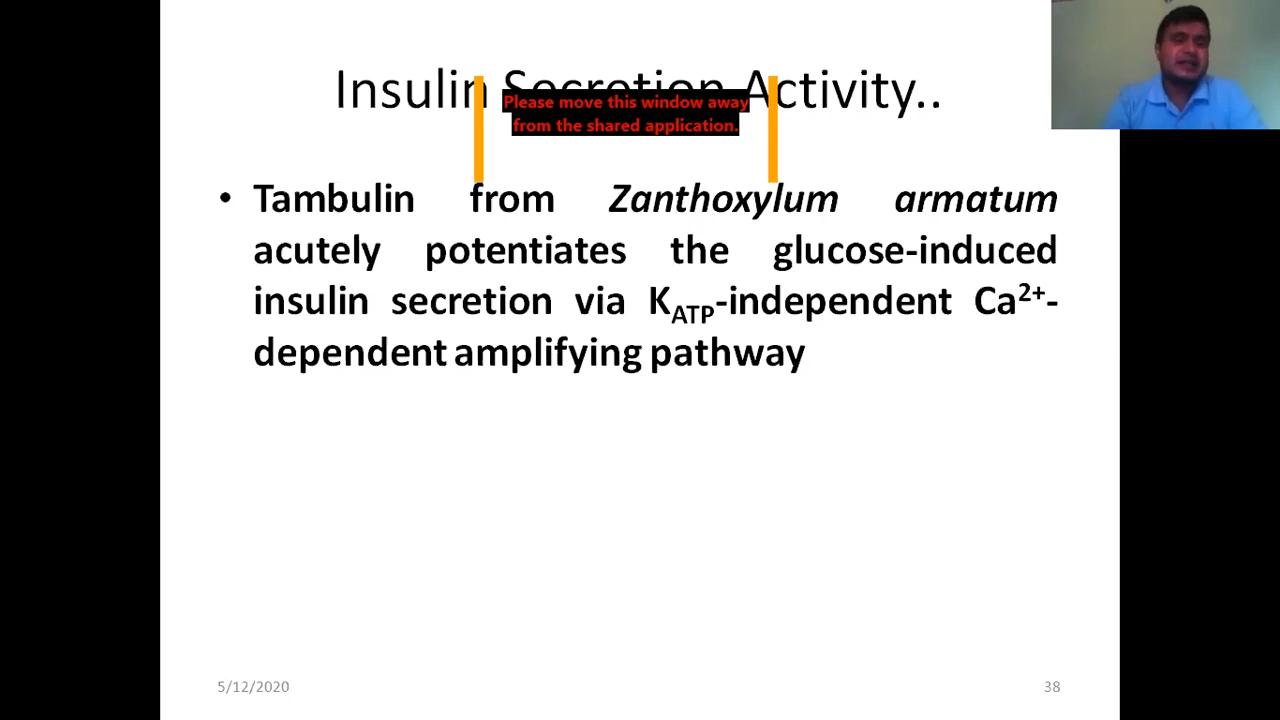 Insulin Secretion Activity..
Please move this window away
from the shared application.
• Tambulin from Zanthoxylum armatum
acutely potentiates the glucose-induced
insulin secretion via KATP-independent Ca2+-
dependent amplifying pathway
5/12/2020
38